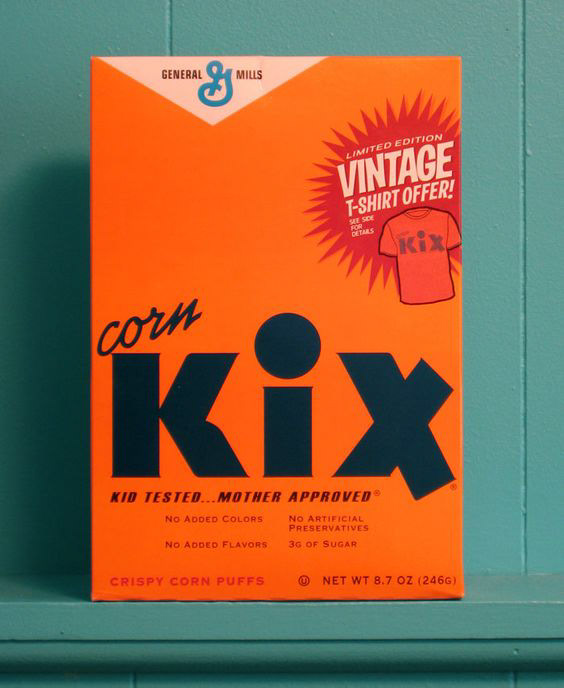 GENERAL MILLS
LIMITED EDITION
VINTAGE
T-SHIRT OFFER!
SEE SIDE
FOR
DETAILS
Kix
corn
Kix®
KID TESTED...MOTHER APPROVED®
No Added Colors
No Artificial
Preservatives
No Added Flavors
3g of Sugar
CRISPY CORN PUFFS
U NET WT 8.7 OZ (246g)